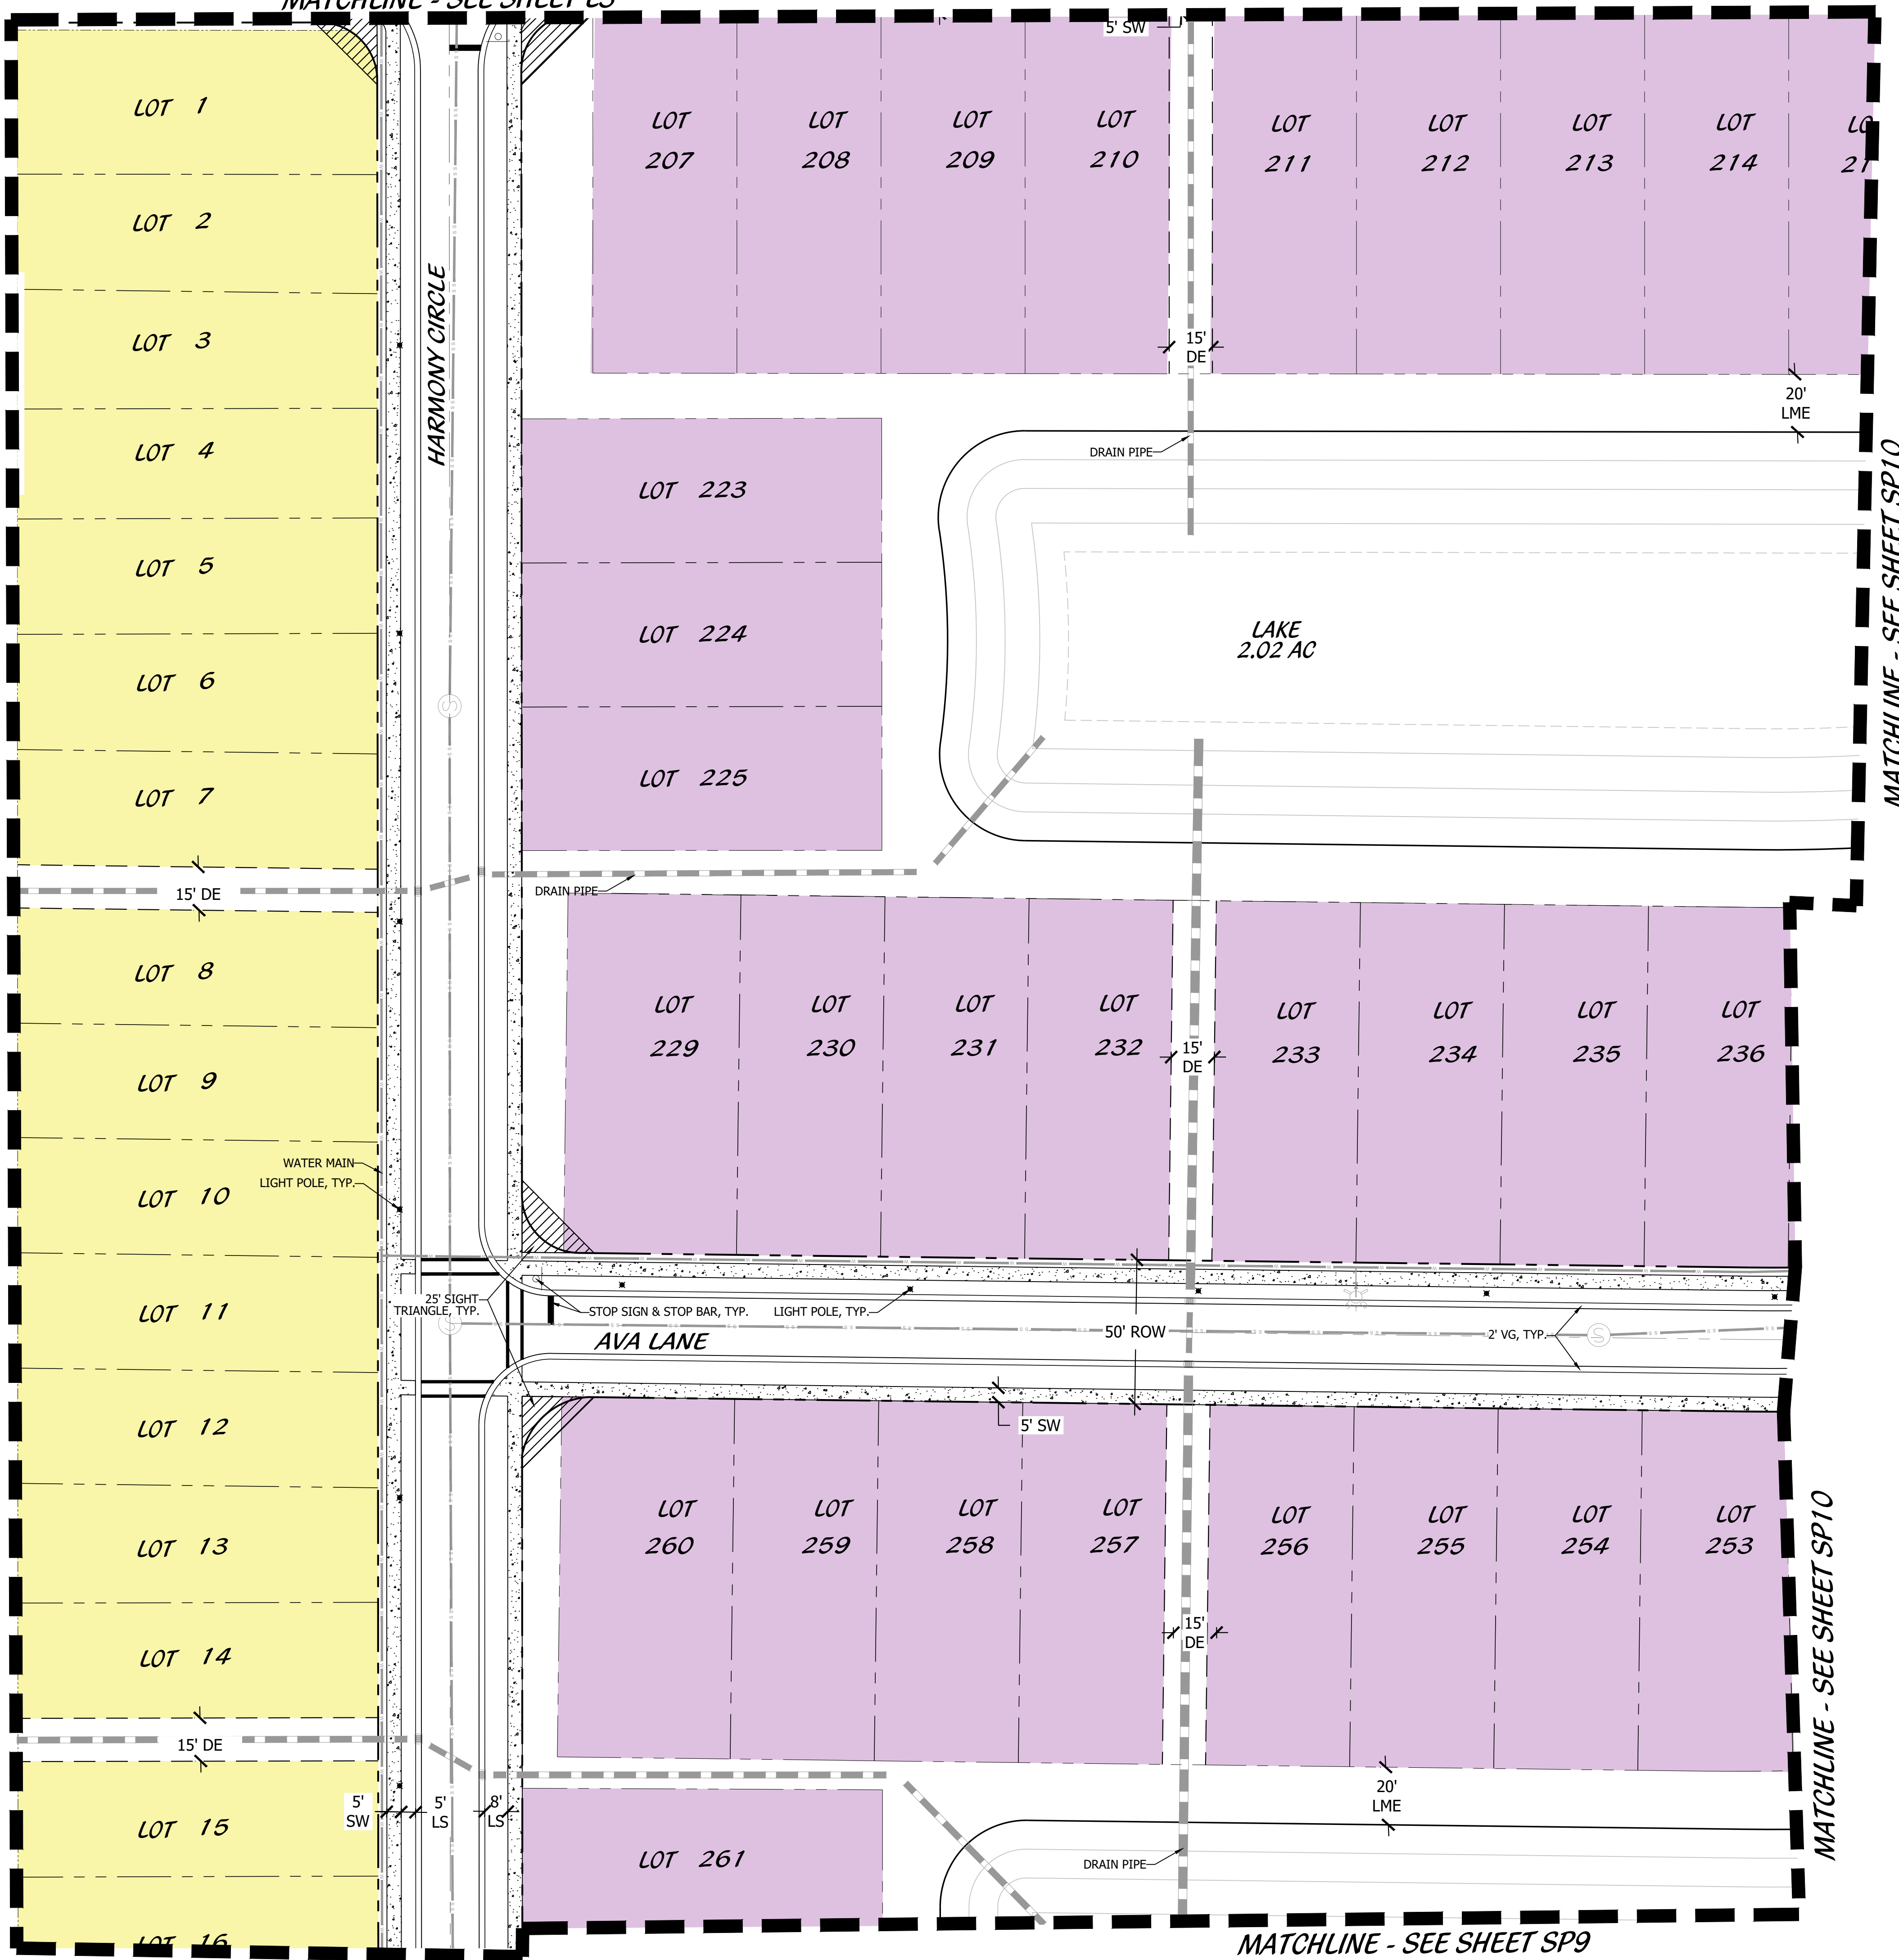 MATCHLINE - SEE SHEET
5' SW
LOT 1
LOT 2
LOT 3
LOT 4
LOT 5
LOT 6
LOT 7
15' DE
LOT 8
LOT 9
LOT 10
WATER MAIN
LIGHT POLE, TYP.
LOT 11
LOT 12
LOT 13
LOT 14
15' DE
LOT 15
LOT 16
HARMONY CIRCLE
5'
SW
5'
LS
8'
LS
LOT
207
LOT
208
LOT
209
LOT
210
LOT
211
LOT
212
LOT
213
LOT
214
LO
21
15'
DE
20'
LME
LOT 223
LOT 224
LOT 225
DRAIN PIPE
LAKE
2.02 AC
MATCHLINE - SEE SHEET SP10
DRAIN PIPE
LOT
229
LOT
230
LOT
231
LOT
232
15'
DE
LOT
233
LOT
234
LOT
235
LOT
236
25' SIGHT
TRIANGLE, TYP.
STOP SIGN & STOP BAR, TYP.
LIGHT POLE, TYP.
AVA LANE
50' ROW
2' VG, TYP.
S
S
S
5' SW
LOT
260
LOT
259
LOT
258
LOT
257
LOT
256
LOT
255
LOT
254
LOT
253
15'
DE
20'
LME
MATCHLINE - SEE SHEET SP10
LOT 261
DRAIN PIPE
MATCHLINE - SEE SHEET SP9